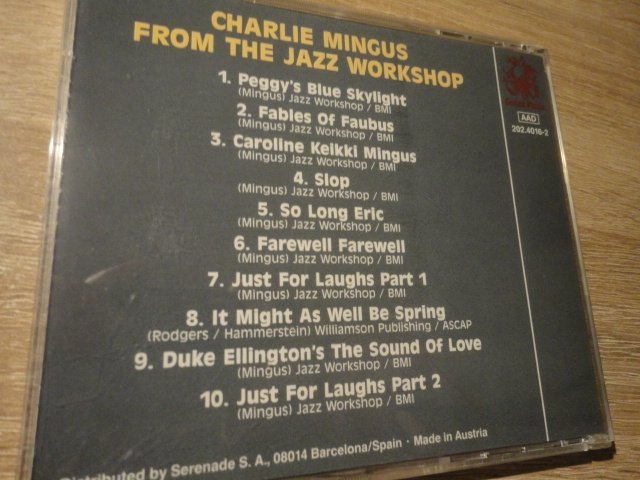 CHARLIE MINGUS
FROM THE JAZZ WORKSHOP
1. Peggy's Blue Skylight
(Mingus) Jazz Workshop / BMI
2. Fables Of Faubus
(Mingus) Jazz Workshop / BMI
3. Caroline Keikki Mingus
(Mingus) Jazz Workshop / BMI
4. Slop
(Mingus) Jazz Workshop / BMI
5. So Long Eric
(Mingus) Jazz Workshop / BMI
6. Farewell Farewell
(Mingus) Jazz Workshop / BMI
7. Just For Laughs Part 1
(Mingus) Jazz Workshop / BMI
8. It Might As Well Be Spring
(Rodgers / Hammerstein) Williamson Publishing / ASCAP
9. Duke Ellington's The Sound Of Love
(Mingus) Jazz Workshop / BMI
10. Just For Laughs Part 2
(Mingus) Jazz Workshop / BMI
Distributed by Serenade S. A., 08014 Barcelona/Spain · Made in Austria
AAD
202.4016-2